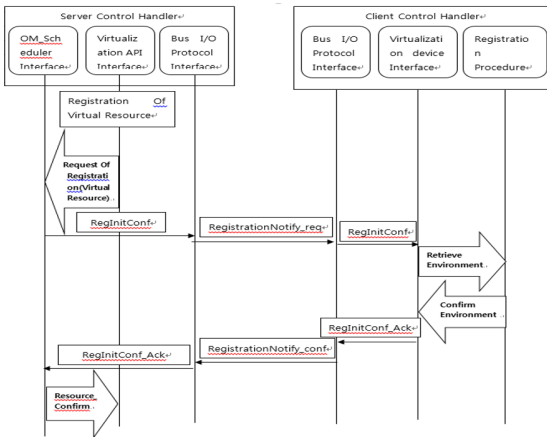 Server Control Handler
Client Control Handler
OM_Sch
eduler
Interface
Virtualiz
ation API
Interface
Bus I/O
Protocol
Interface
Bus I/O
Protocol
Interface
Virtualizati
on device
Interface
Registratio
n
Procedure
Registration Of
Virtual Resource
Request Of
Registrati
on(Virtual
Resource)
RegInitConf
RegistrationNotify_req
RegInitConf
Retrieve
Environment
Confirm
Environment
RegInitConf_Ack
RegistrationNotify_conf
RegInitConf_Ack
Resource_
Confirm